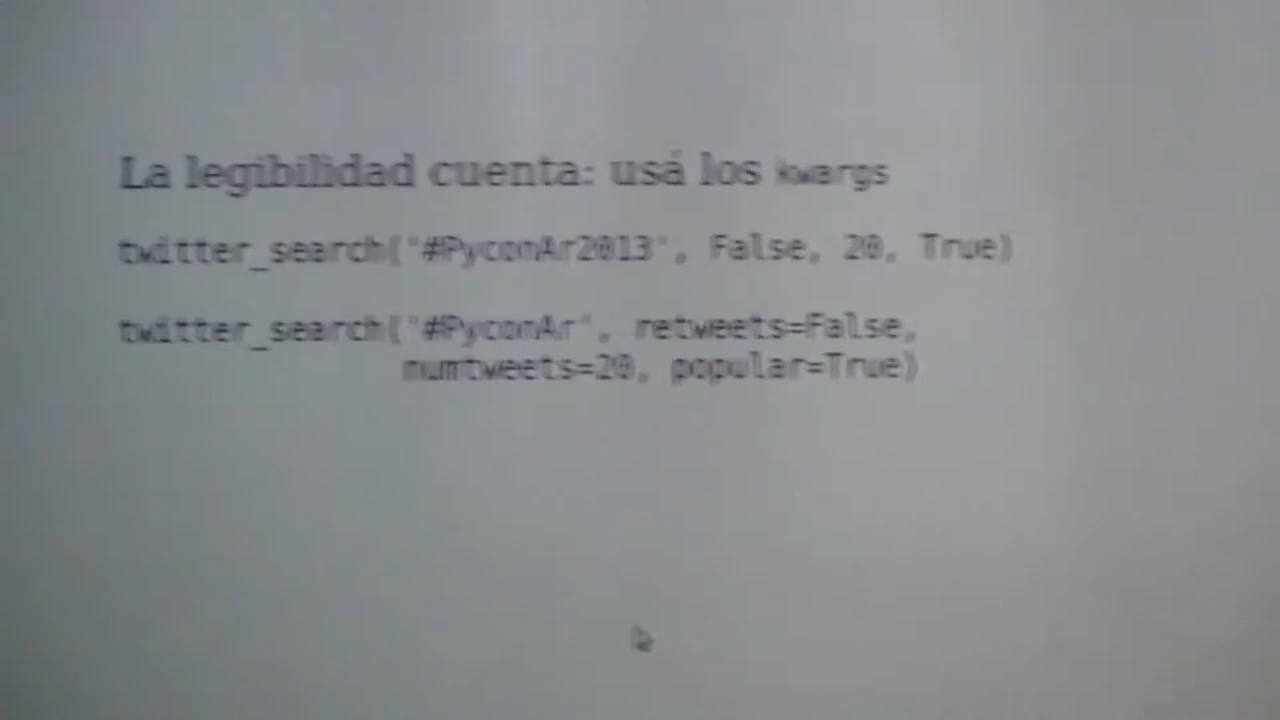 La legibilidad cuenta: usá los kwargs
twitter_search("#PyconAr2013", False, 20, True)
twitter_search("#PyconAr", retweets=False,
numtweets=20, popular=True)